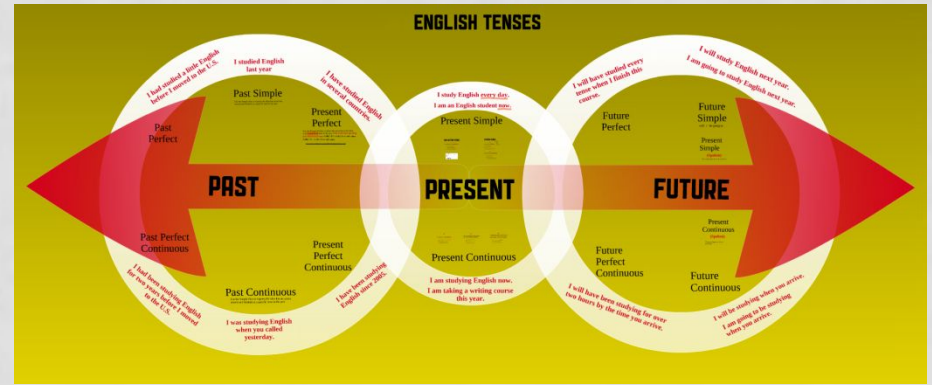 ENGLISH TENSES
I had studied a little English
before I moved to the U.S.
I studied English
last year
I have studied English
in several countries.
Past Simple
Past
Perfect
Present
Perfect
PAST
Past Perfect
Continuous
Present
Perfect
Continuous
Past Continuous
I had been studying English
for two years before I moved
to the U.S.
I was studying English
when you called
yesterday.
I have been studying
English since 2005.
I study English every day.
I am an English student now.
Present Simple
PRESENT
Present Continuous
I am studying English now.
I am taking a writing course
this year.
I will have studied every
tense when I finish this
course.
I will study English next year.
I am going to study English next year.
Future
Perfect
Future
Simple
Present
Simple
FUTURE
Present
Continuous
Future
Perfect
Continuous
Future
Continuous
I will have been studying for over
two hours by the time you arrive.
I will be studying when you arrive.
I am going to be studying
when you arrive.